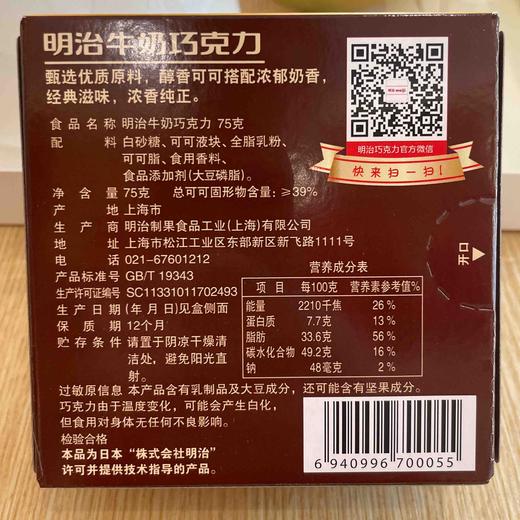 明治牛奶巧克力
甄选优质原料，醇香可可搭配浓郁奶香，
经典滋味，浓香纯正。
meiji
明治巧克力官方微信
快来扫一扫！
食品名称 明治牛奶巧克力 75克
配料 白砂糖、可可液块、全脂乳粉、
可可脂、食用香料、
食品添加剂(大豆磷脂)。
净含量 75克 总可可固形物含量：≥39%
产地 上海市
生产商 明治制果食品工业(上海)有限公司
地址 上海市松江工业区东部新区新飞路1111号
电话 021-67601212
产品标准号 GB/T 19343
生产许可证编号 SC11331011702493
生产日期 (年月日)见盒侧面
保质期 12个月
贮存条件 请置于阴凉干燥清
洁处，避免阳光直
射。
开口
营养成分表
项目 每100克 营养素参考值%
能量 2210千焦 26%
蛋白质 7.7克 13%
脂肪 33.6克 56%
碳水化合物 49.2克 16%
钠 48毫克 2%
过敏原信息 本产品含有乳制品及大豆成分，还可能含有坚果成分。
巧克力由于温度变化，可能会产生白化，
但食用对身体无任何不良影响。
检验合格
本品为日本“株式会社明治”
许可并提供技术指导的产品。
6 940996 700055